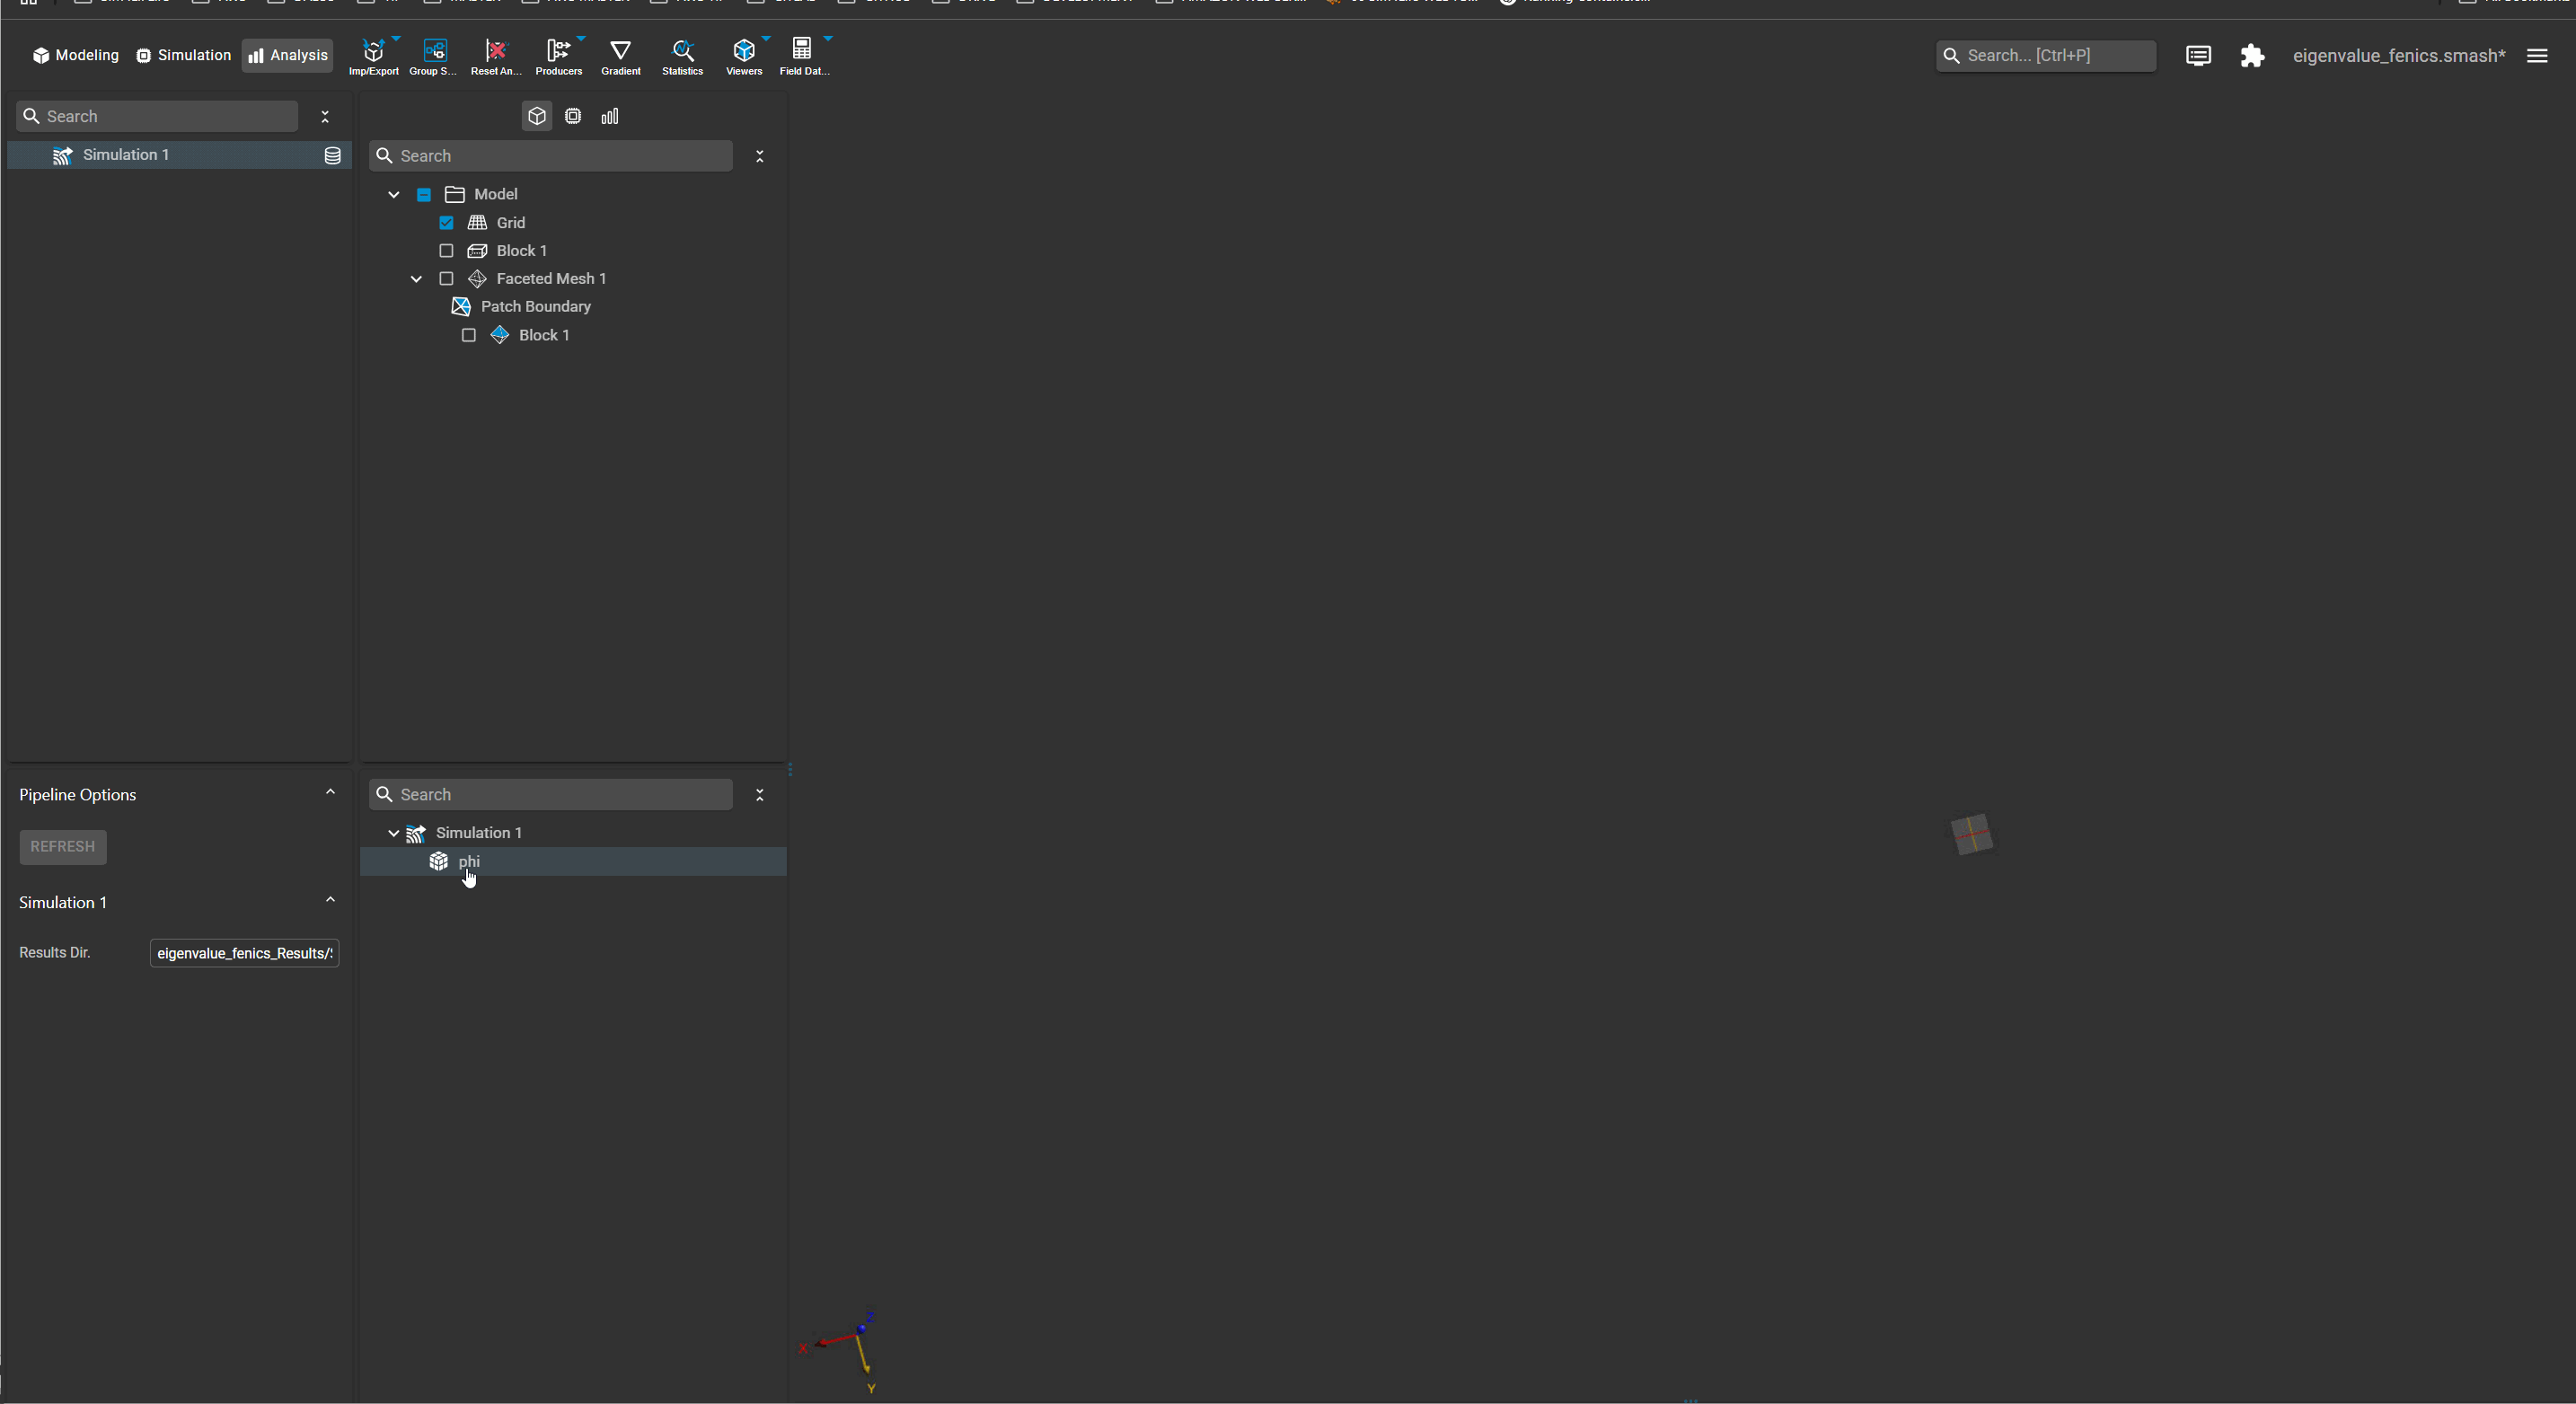 Modeling Simulation Analysis
Imp/Export Group S... Reset An... Producers Gradient Statistics Viewers Field Dat...
Search... [Ctrl+P]
eigenvalue_fenics.smash*
Search
Simulation 1
Search
Model
Grid
Block 1
Faceted Mesh 1
Patch Boundary
Block 1
Pipeline Options
REFRESH
Simulation 1
Results Dir. eigenvalue_fenics_Results/
Search
Simulation 1
phi
Z
X
Y